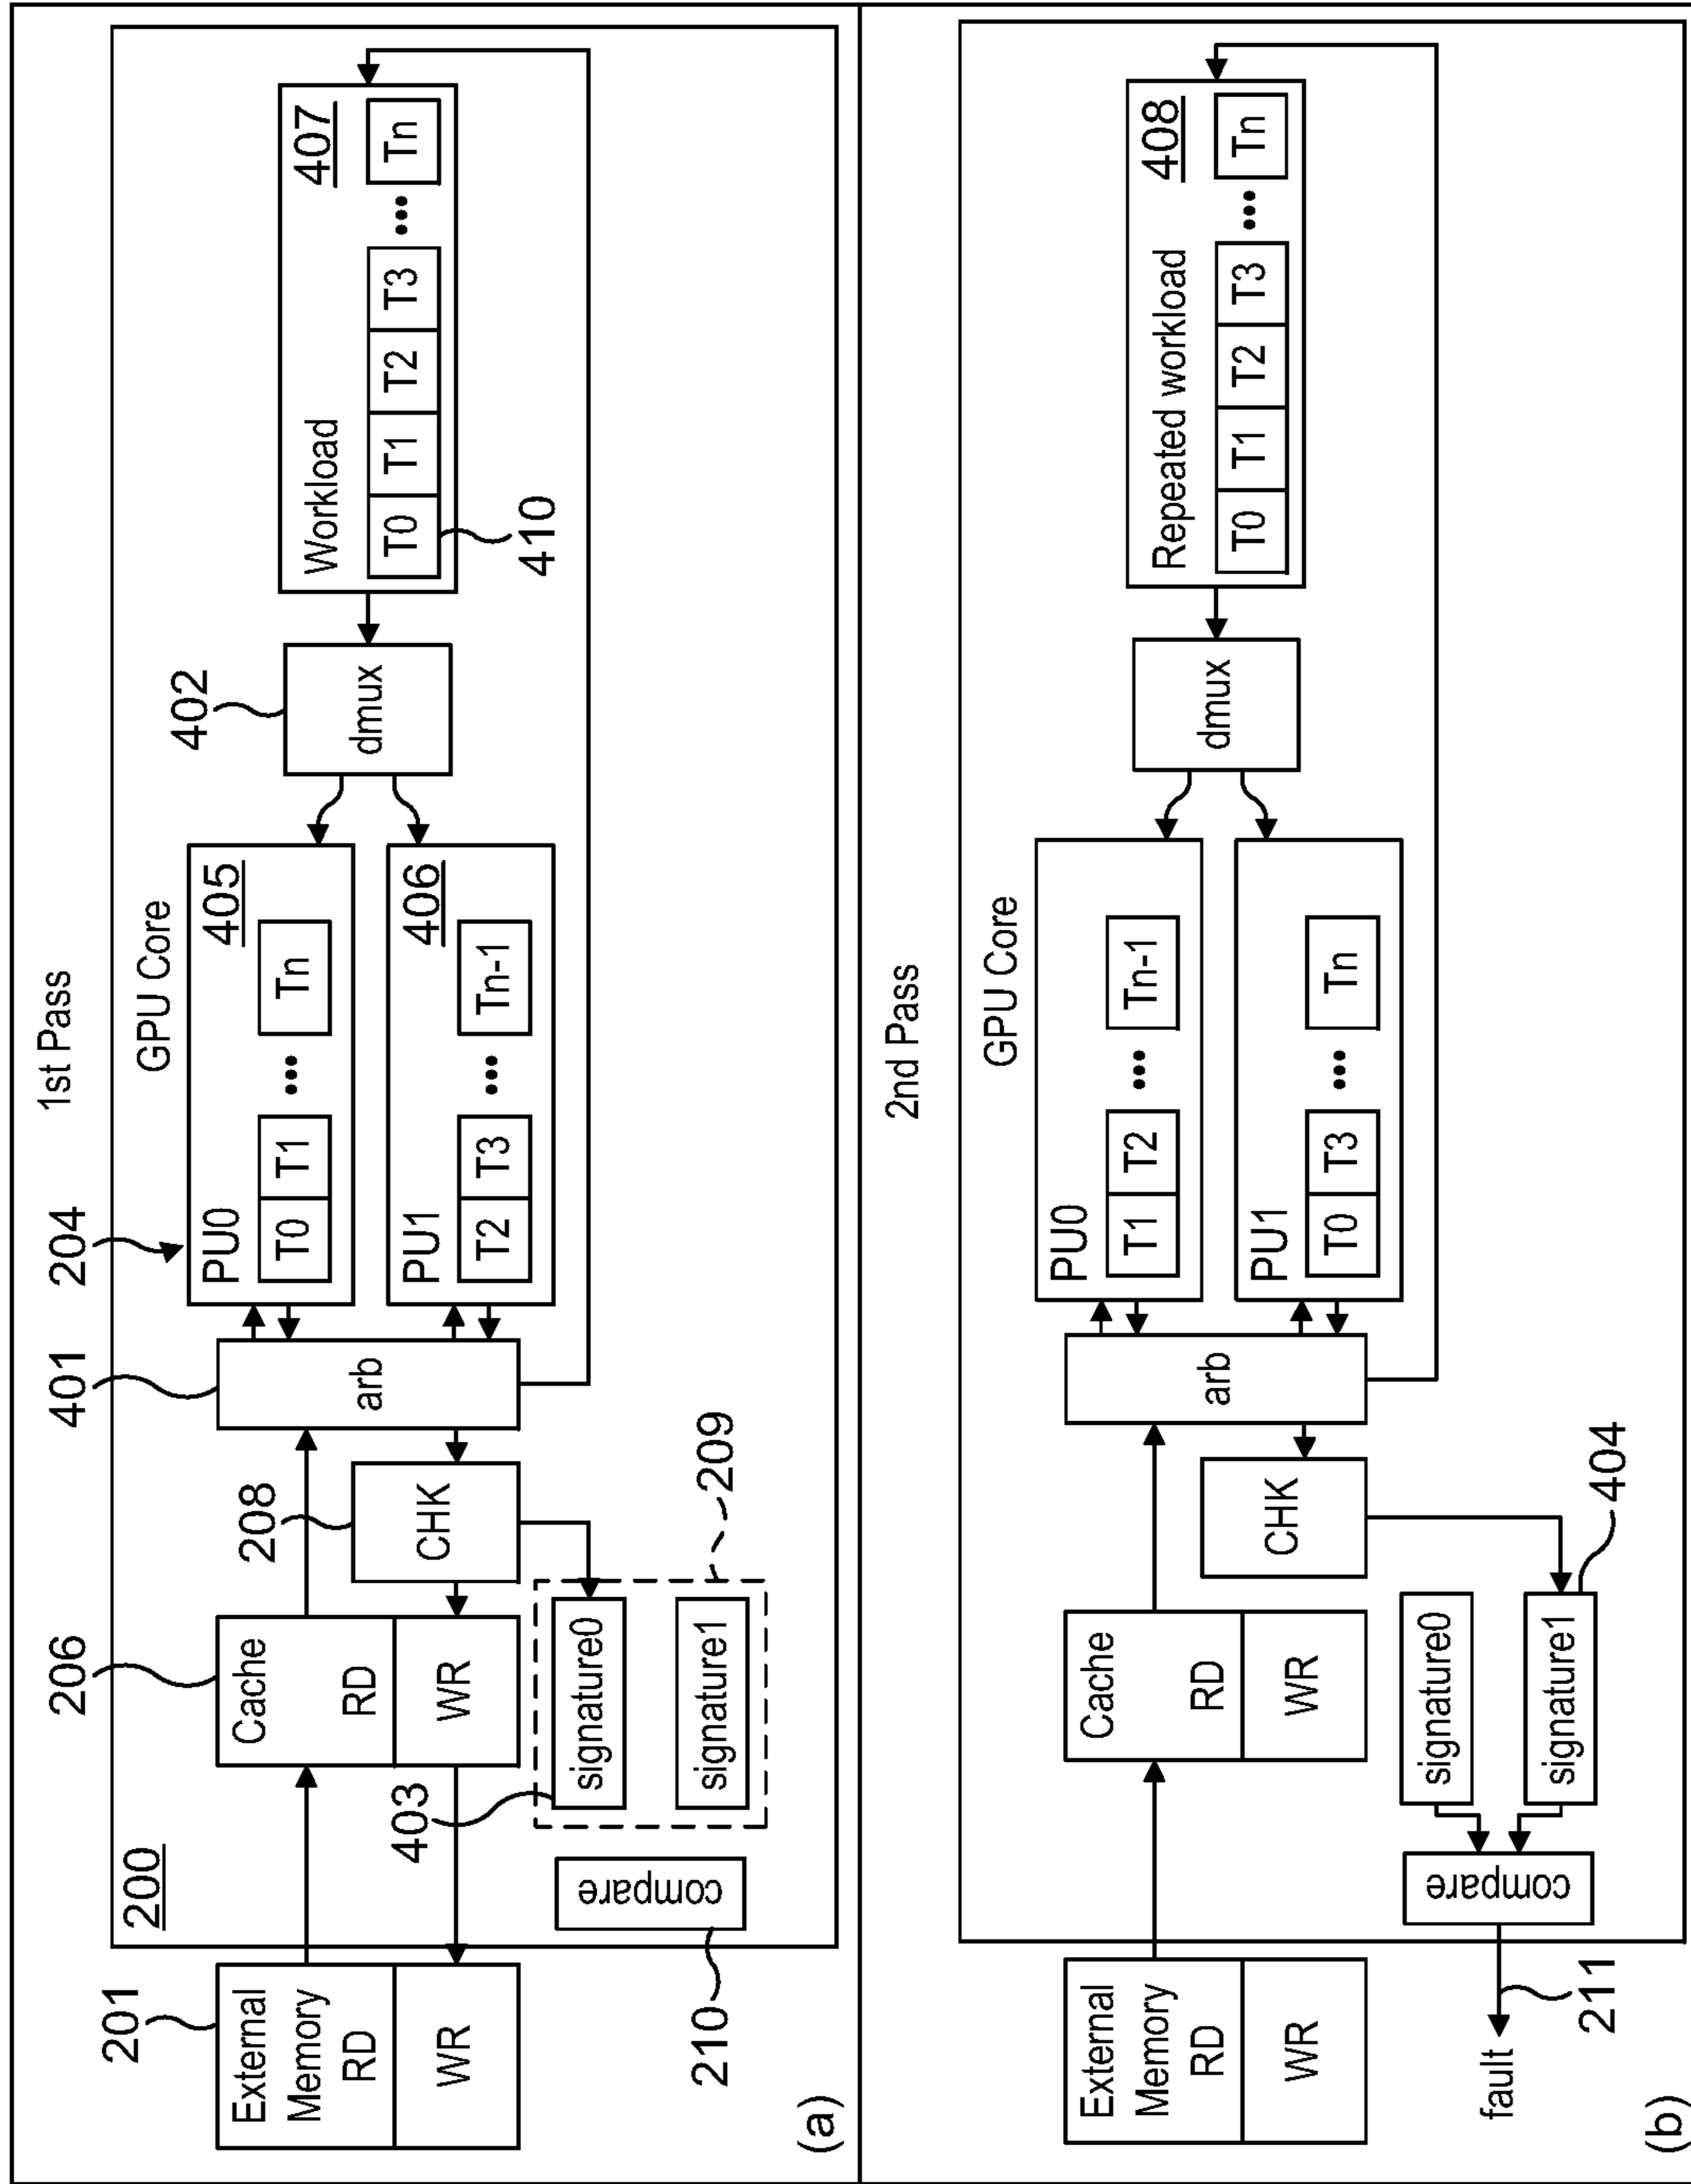 1st Pass
204
401
206
208
201
200
402
GPU Core
External
Memory
RD
WR
Cache
RD
WR
CHK
arb
PU0
405
T0 T1 ••• Tn
PU1
406
T2 T3 ••• Tn-1
dmux
Workload
407
T0 T1 T2 T3 ••• Tn
410
403
signature0
signature1
209
compare
210
(a)
2nd Pass
GPU Core
External
Memory
RD
WR
Cache
RD
WR
CHK
arb
PU0
T1 T2 ••• Tn-1
PU1
T0 T3 ••• Tn
dmux
Repeated workload
408
T0 T1 T2 T3 ••• Tn
signature0
signature1
404
compare
fault
211
(b)